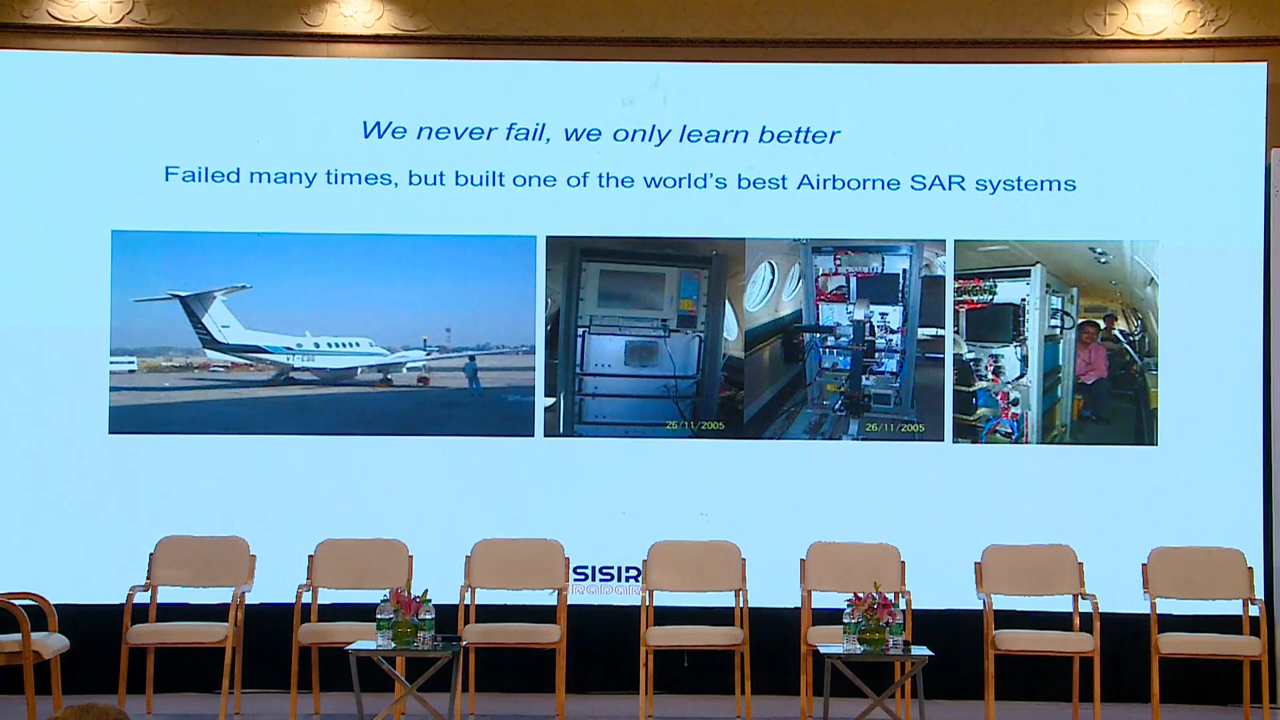 We never fail, we only learn better
Failed many times, but built one of the world's best Airborne SAR systems
26/11/2005
26/11/2005
SISIR
RADAR